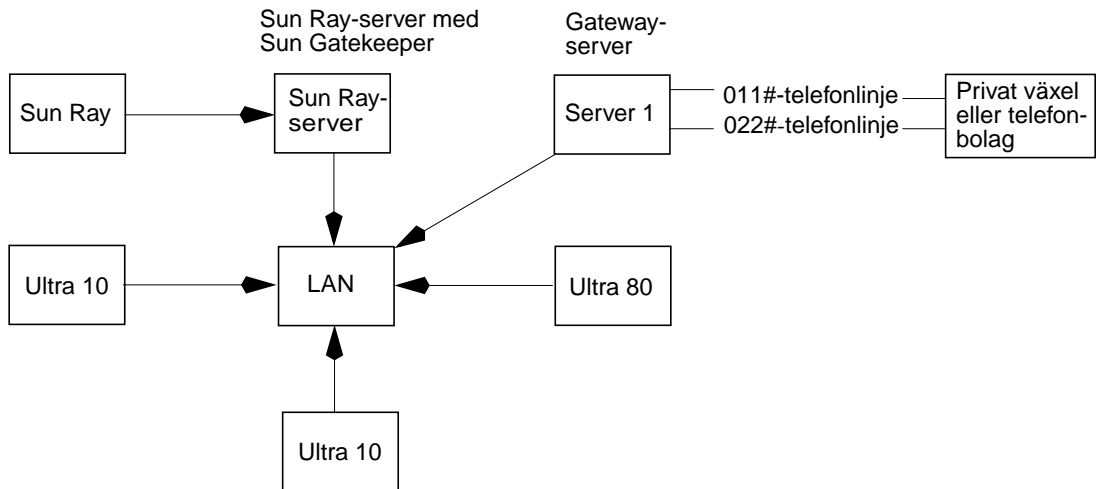 Sun Ray-server med
Sun Gatekeeper
Gateway-
server
Sun Ray
Sun Ray-
server
Server 1
011#-telefonlinje
022#-telefonlinje
Privat växel
eller telefon-
bolag
Ultra 10
LAN
Ultra 80
Ultra 10